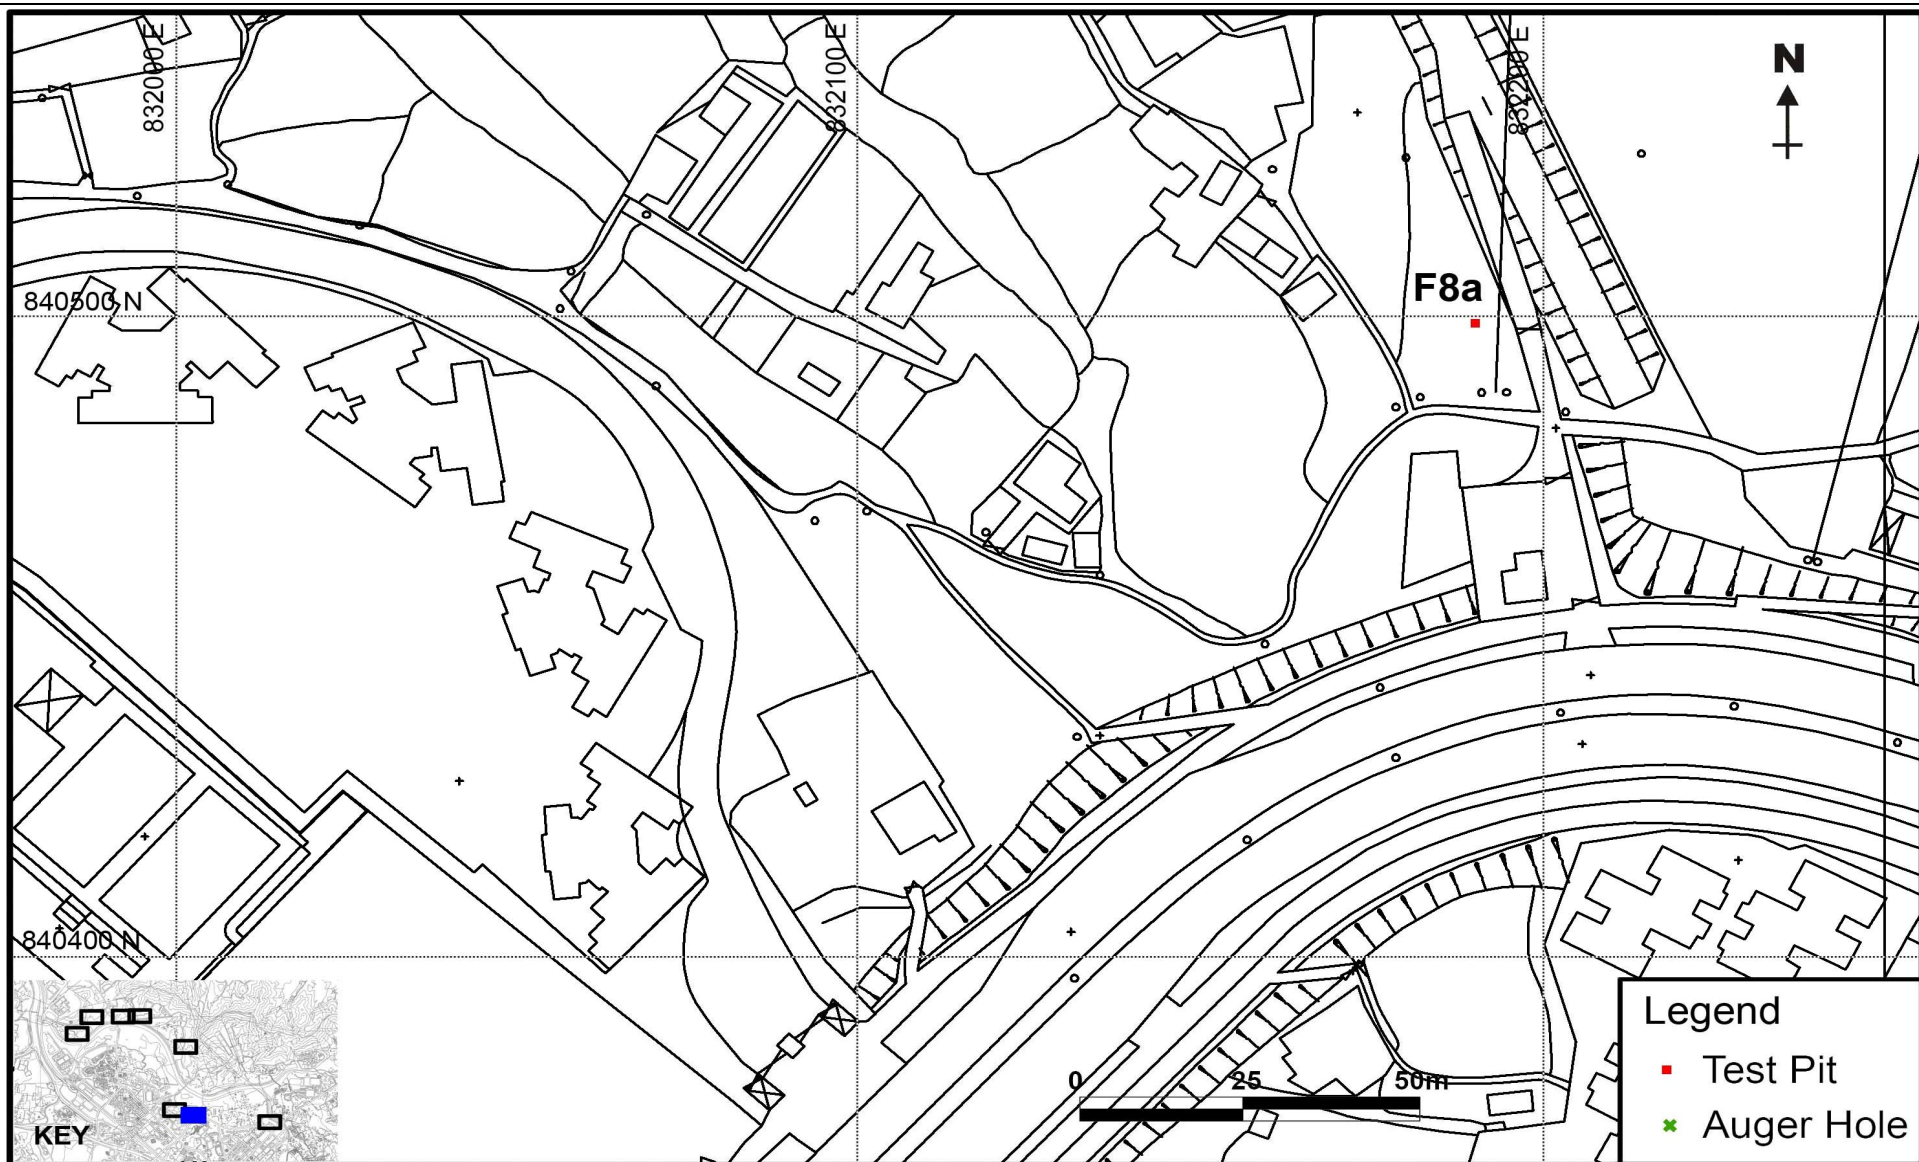 832000 E
832100 E
832200 E
N
840500 N
F8a
840400 N
0 25 50m
KEY
Legend
Test Pit
Auger Hole